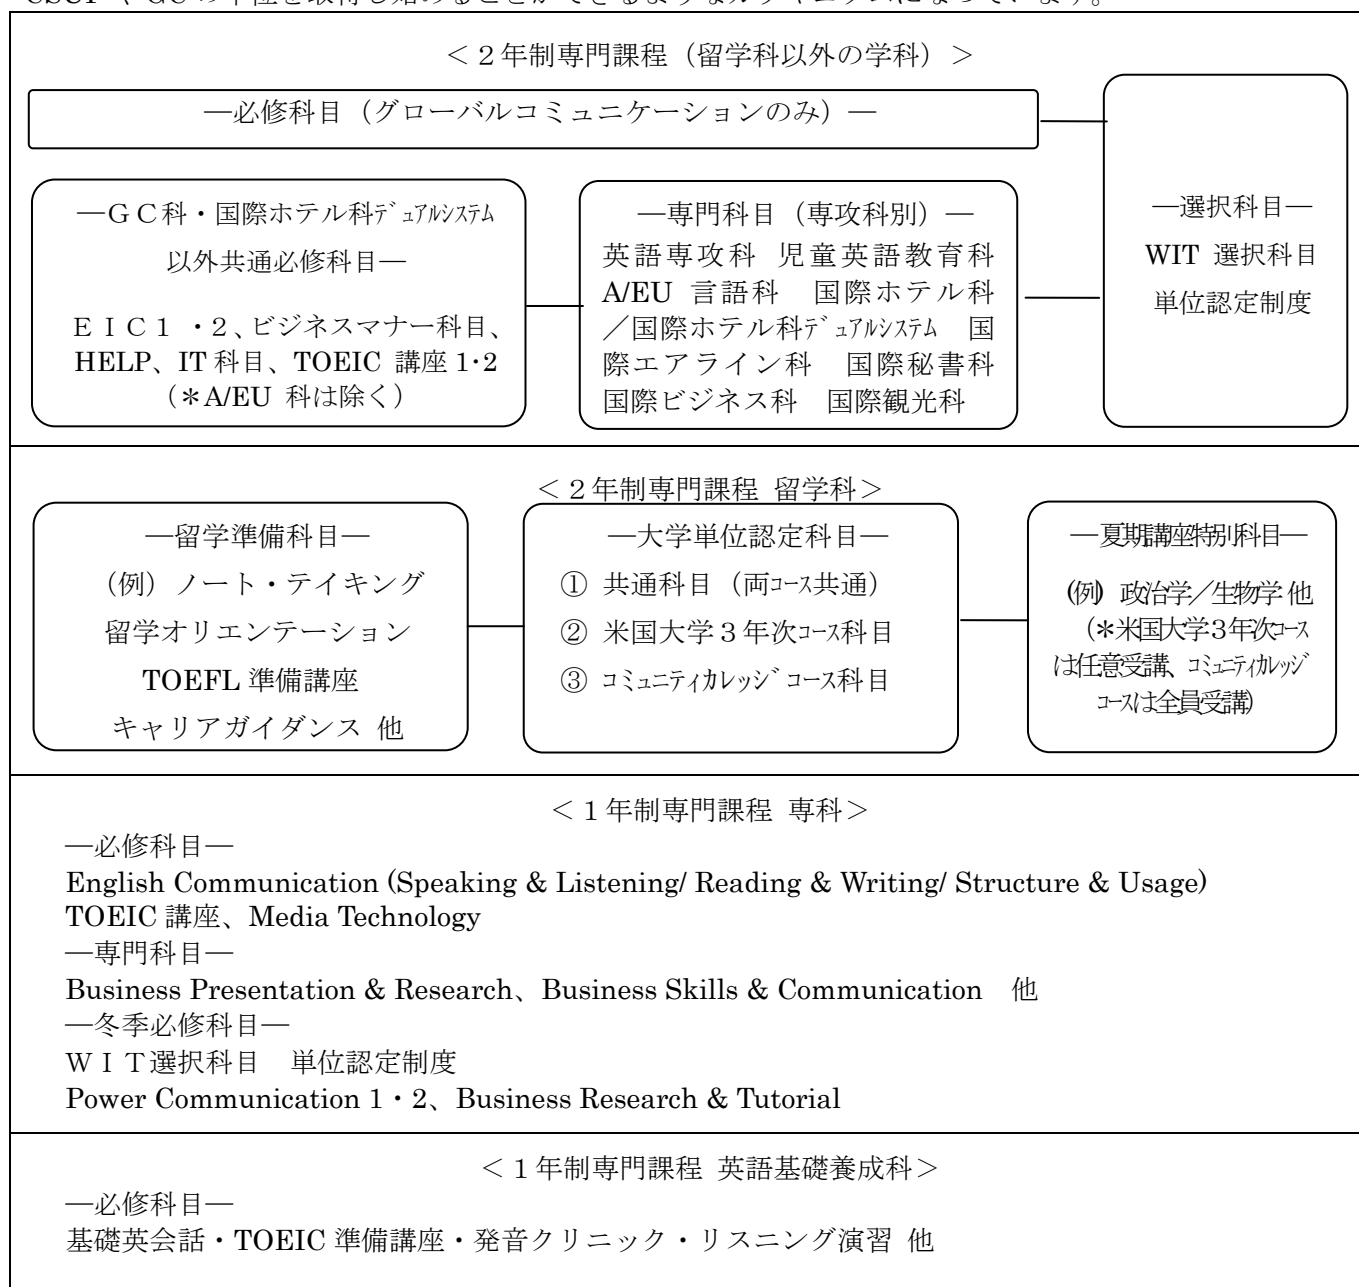 ＜２年制専門課程（留学科以外の学科）＞
―必修科目（グローバルコミュニケーションのみ）―
―ＧＣ科・国際ホテル科ﾃﾞｭｱﾙｼｽﾃﾑ
以外共通必修科目―
ＥＩＣ１・２、ビジネスマナー科目、
HELP、IT 科目、TOEIC 講座 1･2
（＊A/EU 科は除く）
―専門科目（専攻科別）―
英語専攻科 児童英語教育科
A/EU 言語科　国際ホテル科
／国際ホテル科ﾃﾞｭｱﾙｼｽﾃﾑ　国
際エアライン科　国際秘書科
国際ビジネス科　国際観光科
―選択科目―
WIT 選択科目
単位認定制度
＜２年制専門課程 留学科＞
―留学準備科目―
（例）ノート・テイキング
留学オリエンテーション
TOEFL 準備講座
キャリアガイダンス 他
―大学単位認定科目―
① 共通科目（両ｺｰｽ共通）
② 米国大学３年次ｺｰｽ科目
③ ｺﾐｭﾆﾃｨｶﾚｯｼﾞコース科目
―夏期講座特別科目―
(例) 政治学／生物学 他
（＊米国大学３年次ｺｰｽ
は任意受講、ｺﾐｭﾆﾃｨｶﾚｯｼﾞ
ｺｰｽは全員受講）
＜１年制専門課程 専科＞
―必修科目―
English Communication (Speaking & Listening/ Reading & Writing/ Structure & Usage)
TOEIC 講座、Media Technology
―専門科目―
Business Presentation & Research、Business Skills & Communication　他
―冬季必修科目―
ＷＩＴ選択科目　単位認定制度
Power Communication 1・2、Business Research & Tutorial
＜１年制専門課程 英語基礎養成科＞
―必修科目―
基礎英会話・TOEIC 準備講座・発音クリニック・リスニング演習 他